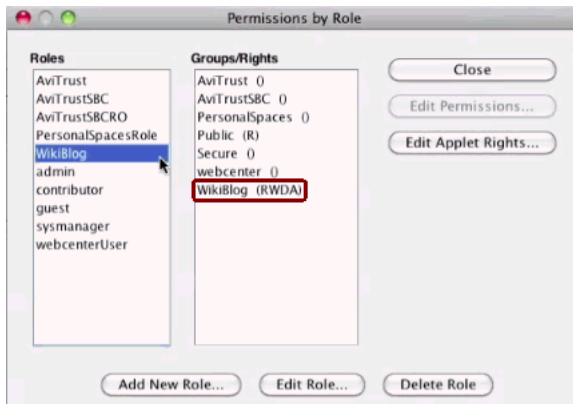 Permissions by Role
Roles
AviTrust
AviTrustSBC
AviTrustSBCRO
PersonalSpacesRole
WikiBlog
admin
contributor
guest
sysmanager
webcenterUser
Groups/Rights
AviTrust ()
AviTrustSBC ()
PersonalSpaces ()
Public (R)
Secure ()
webcenter ()
WikiBlog (RWDA)
Close
Edit Permissions...
Edit Applet Rights...
Add New Role...
Edit Role...
Delete Role